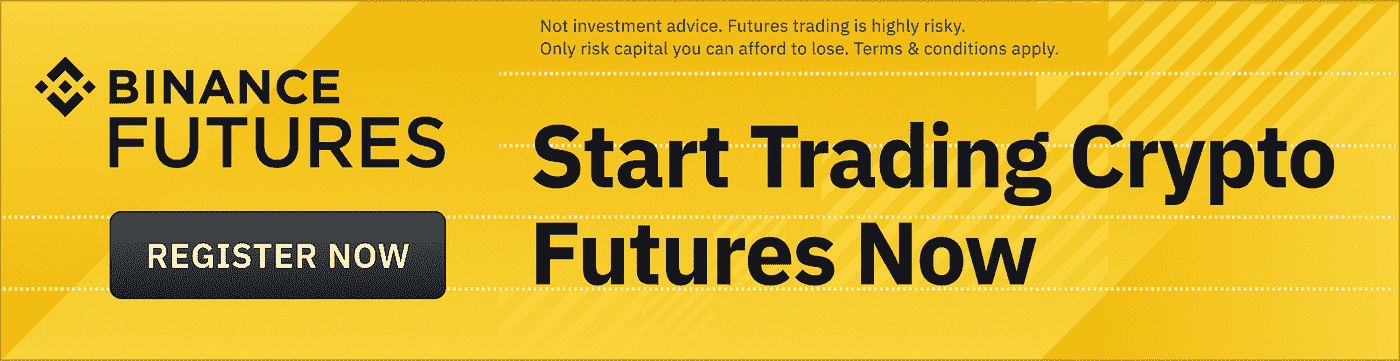 Not investment advice. Futures trading is highly risky.
Only risk capital you can afford to lose. Terms & conditions apply.
BINANCE
FUTURES
REGISTER NOW
Start Trading Crypto
Futures Now